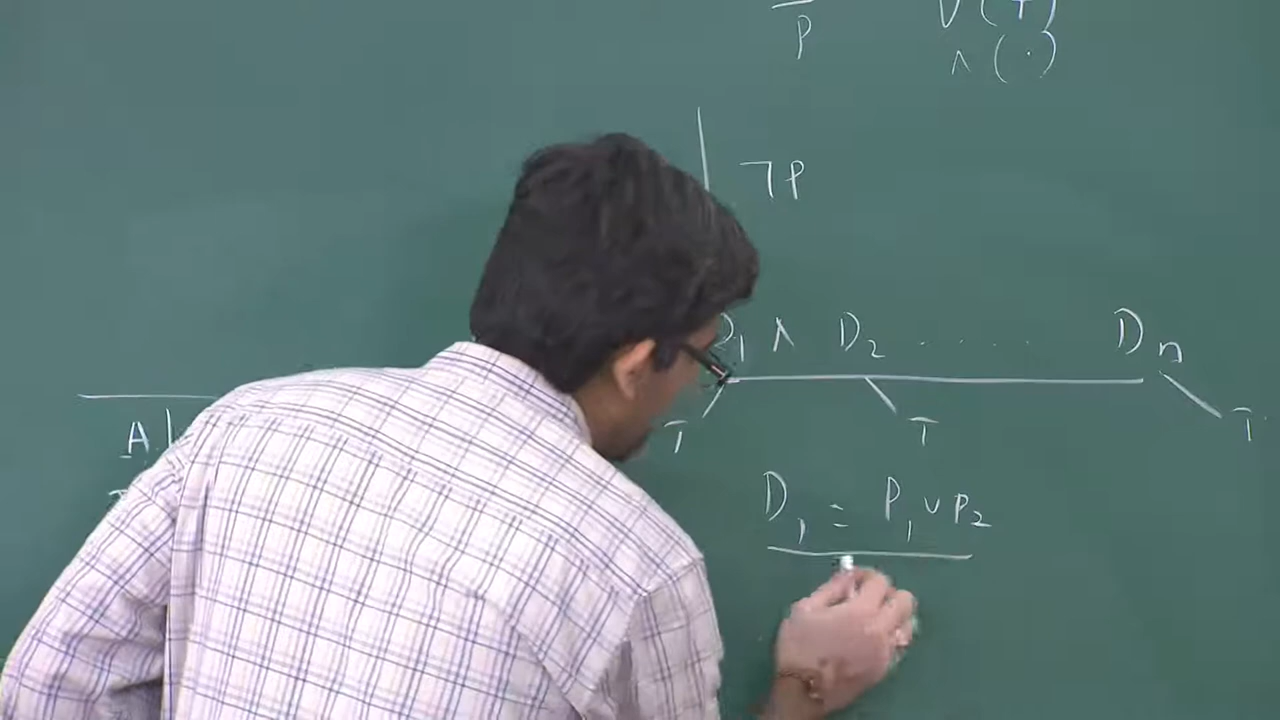 ∨ ( + )
P
∧ ( · )
¬P
D1 ∧ D2 . . . . . . Dn
T T T
A
D1 = P1 ∨ P2